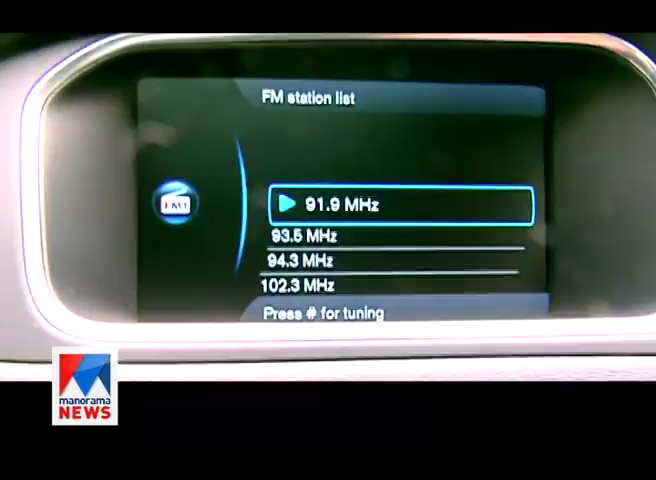 FM station list
FM1
91.9 MHz
93.5 MHz
94.3 MHz
102.3 MHz
Press # for tuning
manorama
NEWS